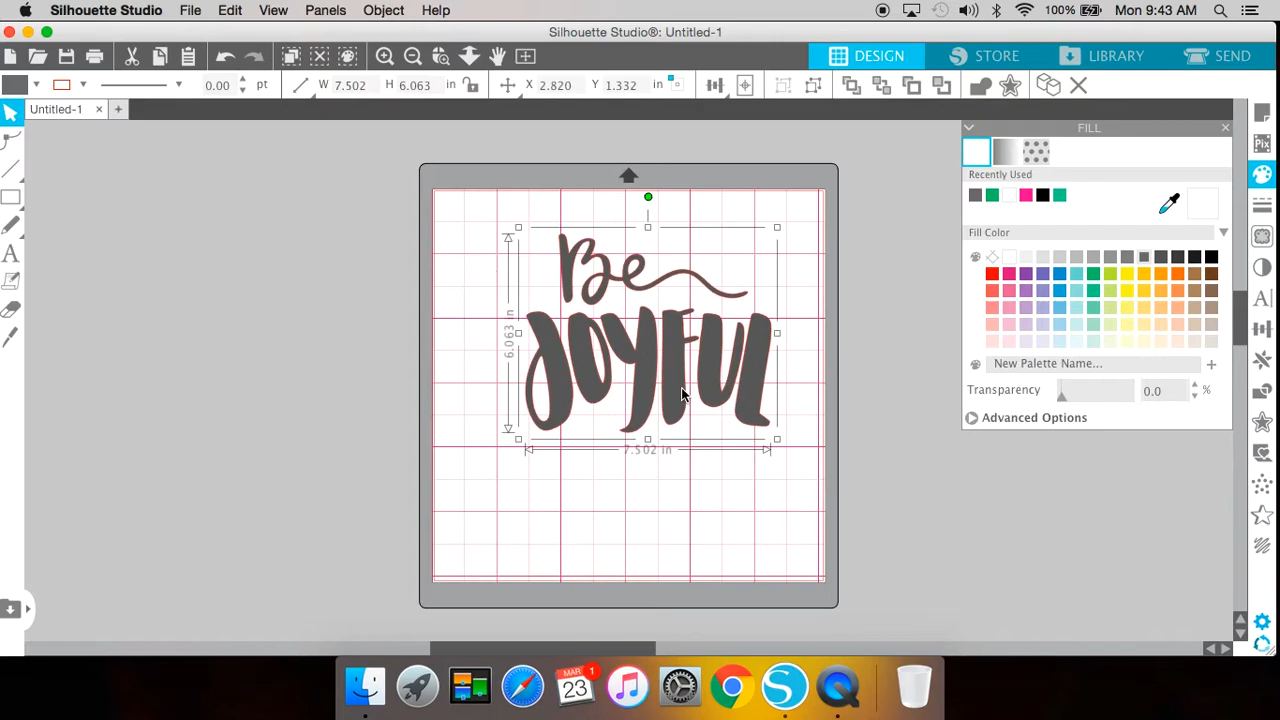 Silhouette Studio File Edit View Panels Object Help 100% Mon 9:43 AM
Silhouette Studio®: Untitled-1
DESIGN STORE LIBRARY SEND
0.00 pt W 7.502 H 6.063 in X 2.820 Y 1.332 in
Untitled-1
FILL
Recently Used
Fill Color
New Palette Name...
Transparency 0.0 %
Advanced Options
Be
JOYFUL
6.063 in
7.502 in
MAR 1
23